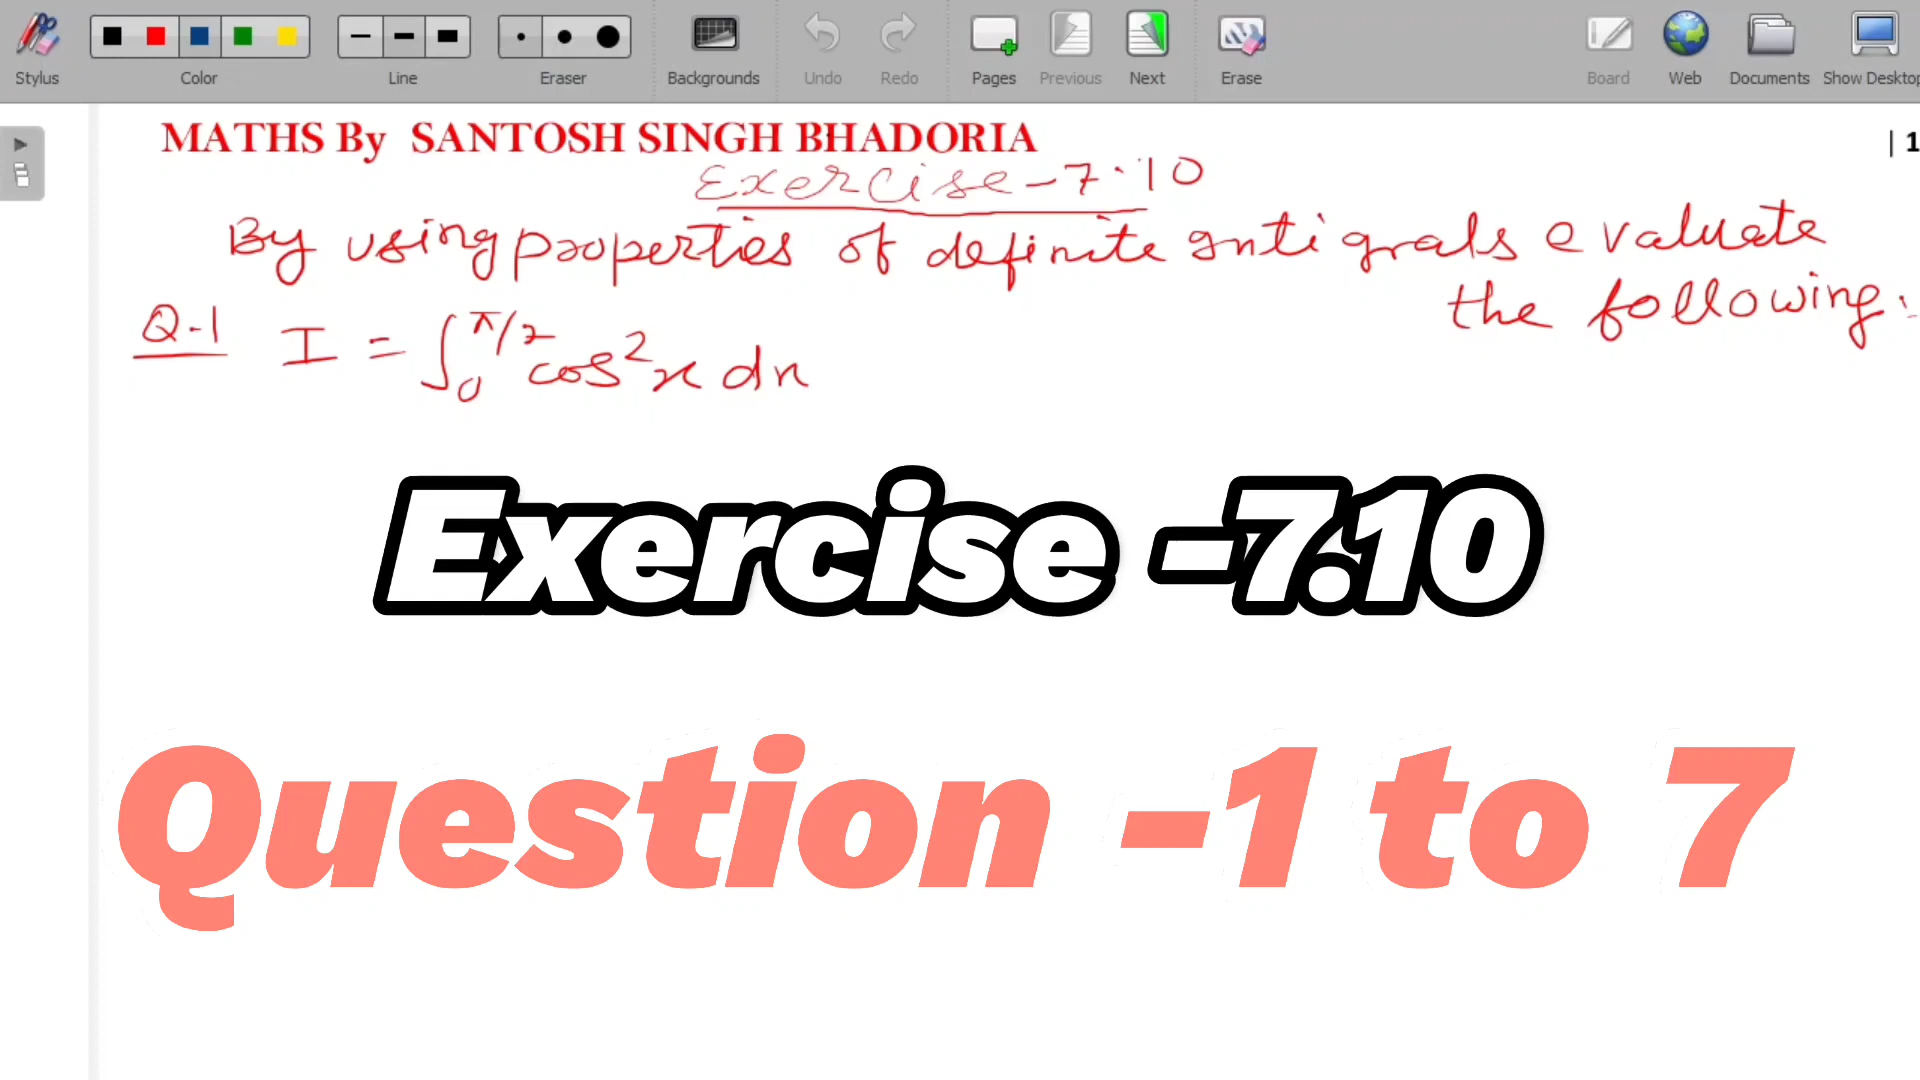 Stylus Color Line Eraser Backgrounds Undo Redo Pages Previous Next Erase Board Web Documents Show Desktop
MATHS By SANTOSH SINGH BHADORIA | 1
Exercise-7.10
By using properties of definite intigrals evaluate
the following:
Q.1 I = ∫₀^π/2 cos²x dx
Exercise -7.10
Question -1 to 7